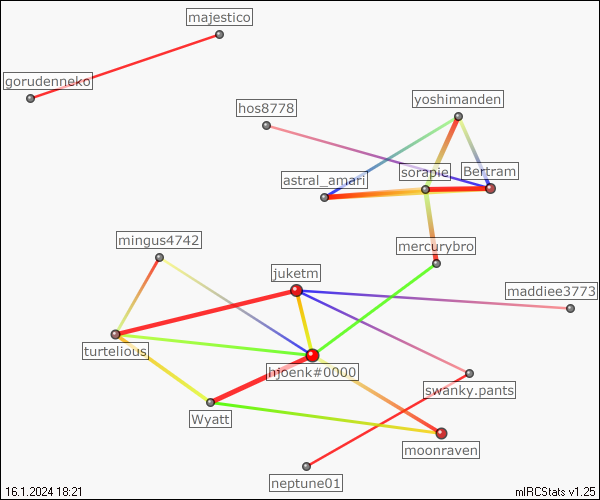 majestico
gorudenneko
hos8778
yoshimanden
sorapie
Bertram
astral_amari
mingus4742
mercurybro
juketm
maddiee3773
turtelious
hjoenk#0000
swanky.pants
Wyatt
moonraven
neptune01
16.1.2024 18:21
mIRCStats v1.25